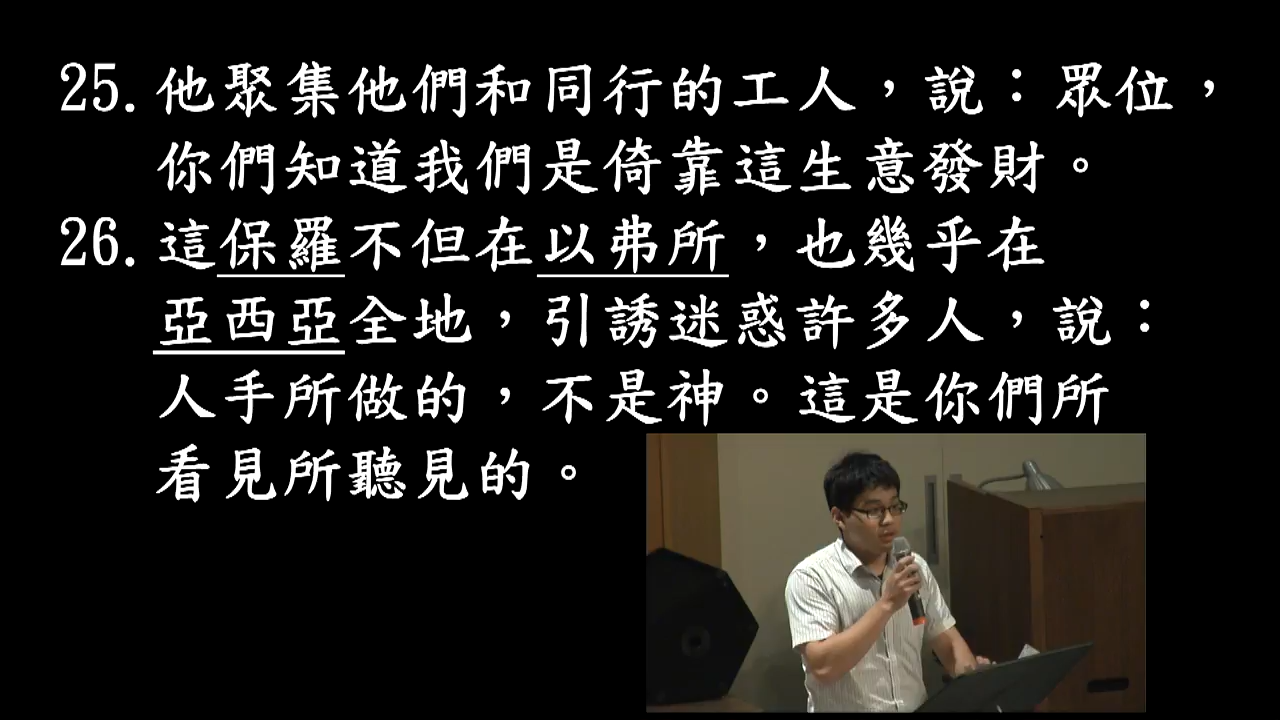 25. 他聚集他們和同行的工人，說：眾位，
你們知道我們是倚靠這生意發財。
26. 這保羅不但在以弗所，也幾乎在
亞西亞全地，引誘迷惑許多人，說：
人手所做的，不是神。這是你們所
看見所聽見的。